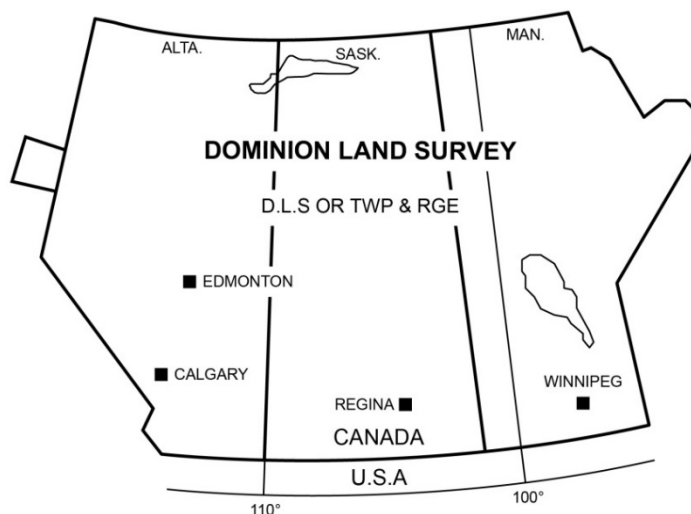 ALTA.
SASK.
MAN.
DOMINION LAND SURVEY
D.L.S OR TWP & RGE
EDMONTON
CALGARY
REGINA
WINNIPEG
CANADA
U.S.A
110°
100°